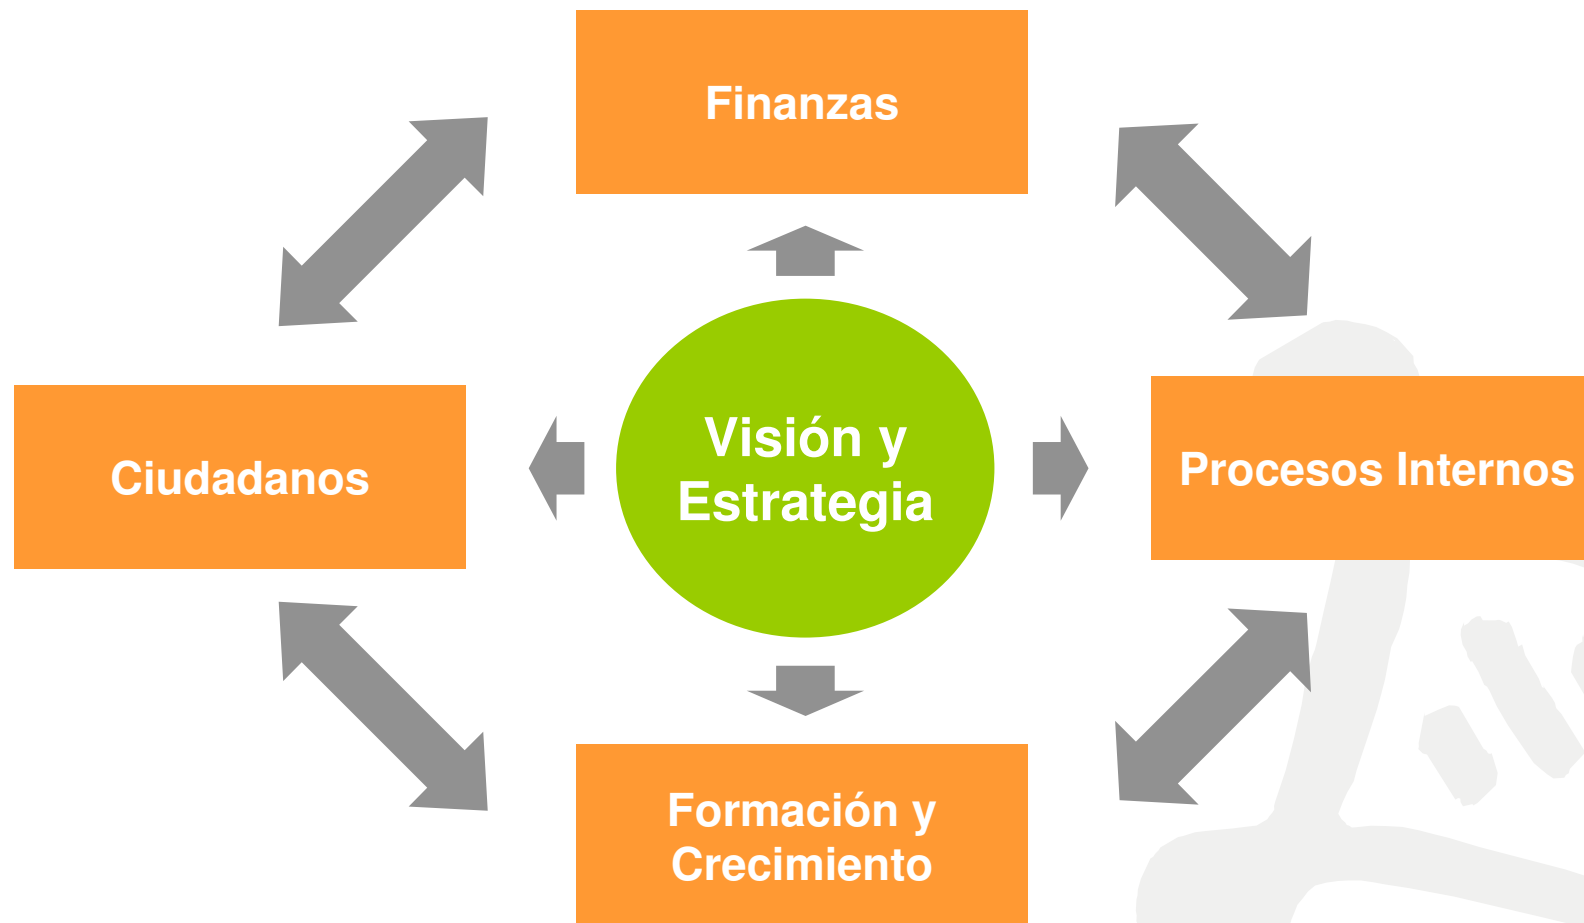 Finanzas
Visión y
Estrategia
Ciudadanos
Procesos Internos
Formación y
Crecimiento